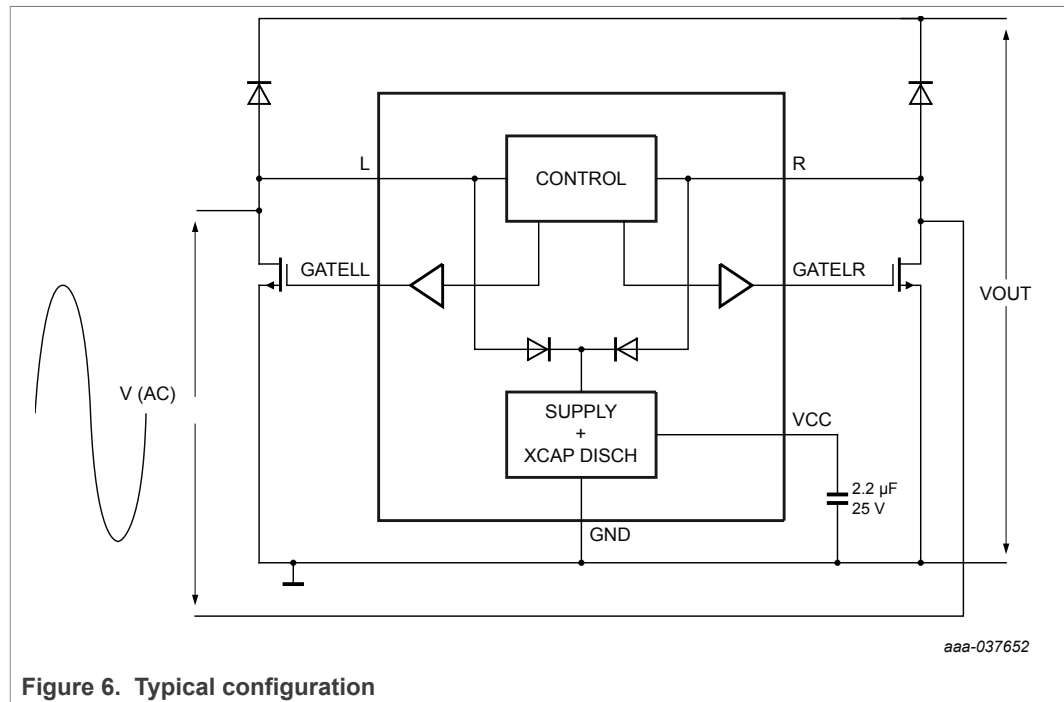 L
CONTROL
R
GATELL
GATELR
VOUT
V (AC)
SUPPLY
+
XCAP DISCH
VCC
2.2 µF
25 V
GND
aaa-037652
Figure 6. Typical configuration